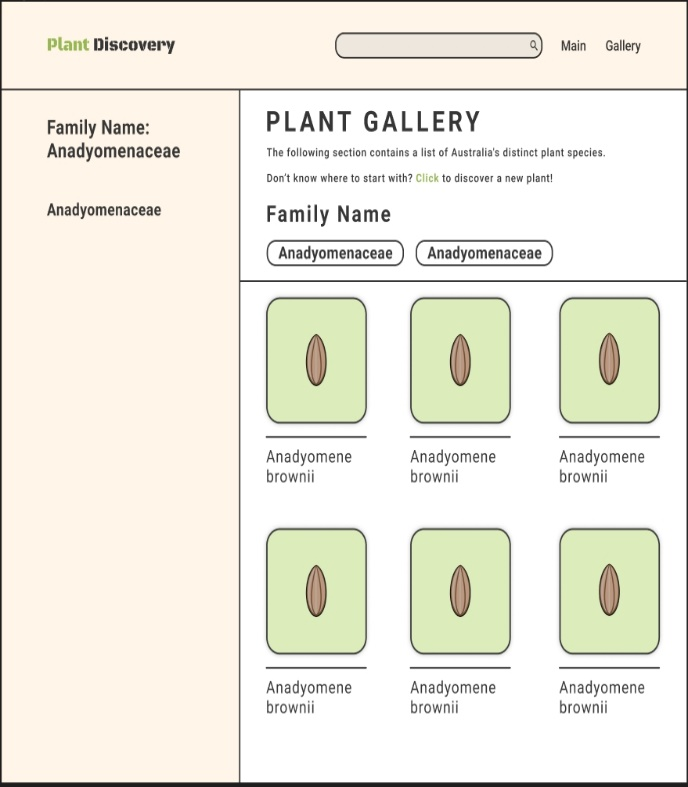 Plant Discovery
Main
Gallery
Family Name:
Anadyomenaceae
Anadyomenaceae
PLANT GALLERY
The following section contains a list of Australia's distinct plant species.
Don't know where to start with? Click to discover a new plant!
Family Name
Anadyomenaceae
Anadyomenaceae
Anadyomene
brownii
Anadyomene
brownii
Anadyomene
brownii
Anadyomene
brownii
Anadyomene
brownii
Anadyomene
brownii